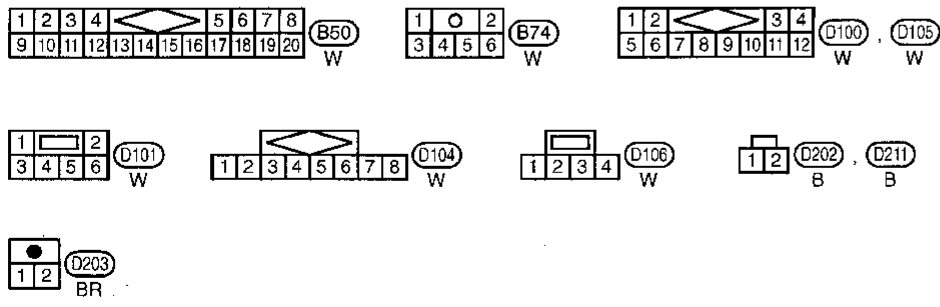 1 2 3 4 5 6 7 8
9 10 11 12 13 14 15 16 17 18 19 20
B50
W
1 2
3 4 5 6
B74
W
1 2 3 4
5 6 7 8 9 10 11 12
D100 , D105
W W
1 2
3 4 5 6
D101
W
1 2 3 4 5 6 7 8
D104
W
1 2 3 4
D106
W
1 2
D202 , D211
B B
1 2
D203
BR